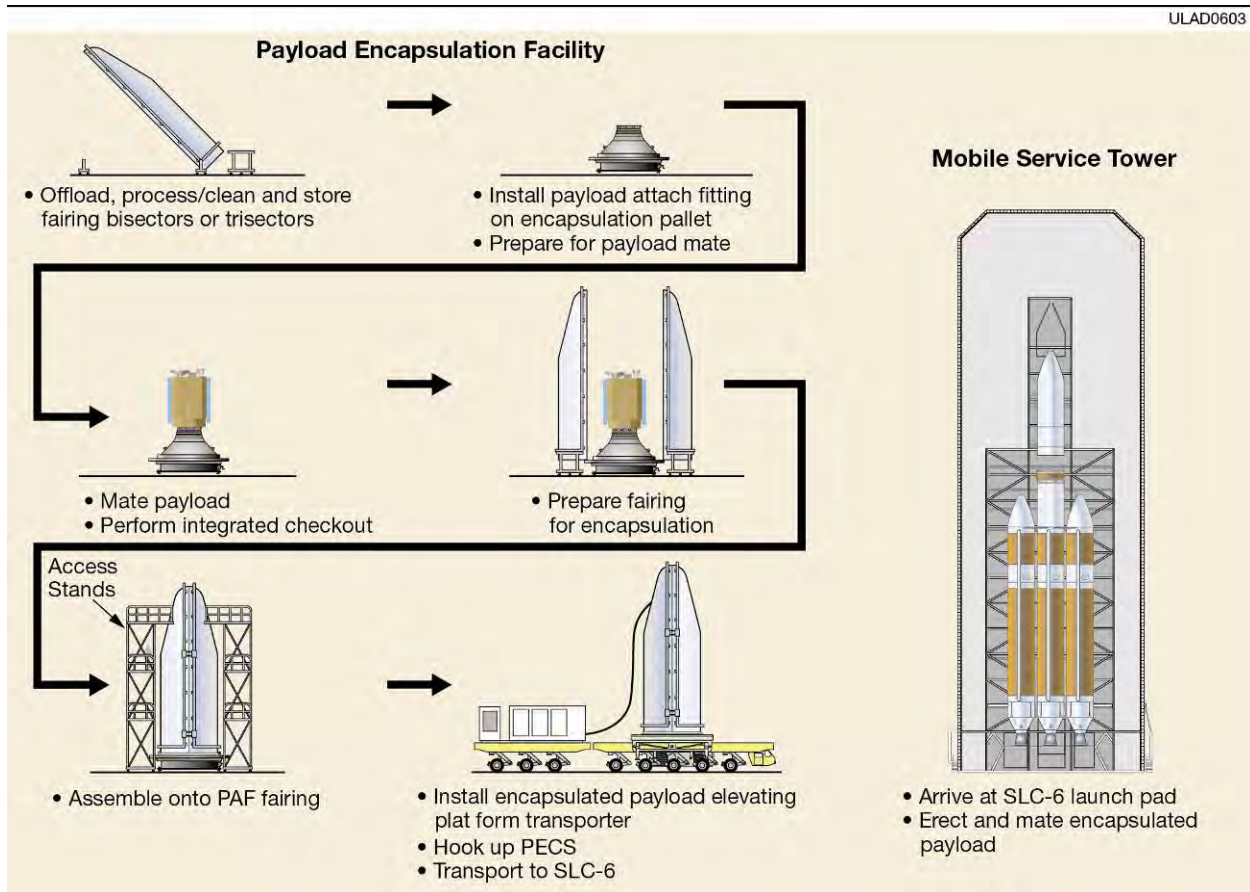 ULAD0603
Payload Encapsulation Facility
• Offload, process/clean and store
fairing bisectors or trisectors
• Install payload attach fitting
on encapsulation pallet
• Prepare for payload mate
• Mate payload
• Perform integrated checkout
• Prepare fairing
for encapsulation
Access
Stands
• Assemble onto PAF fairing
• Install encapsulated payload elevating
plat form transporter
• Hook up PECS
• Transport to SLC-6
Mobile Service Tower
• Arrive at SLC-6 launch pad
• Erect and mate encapsulated
payload